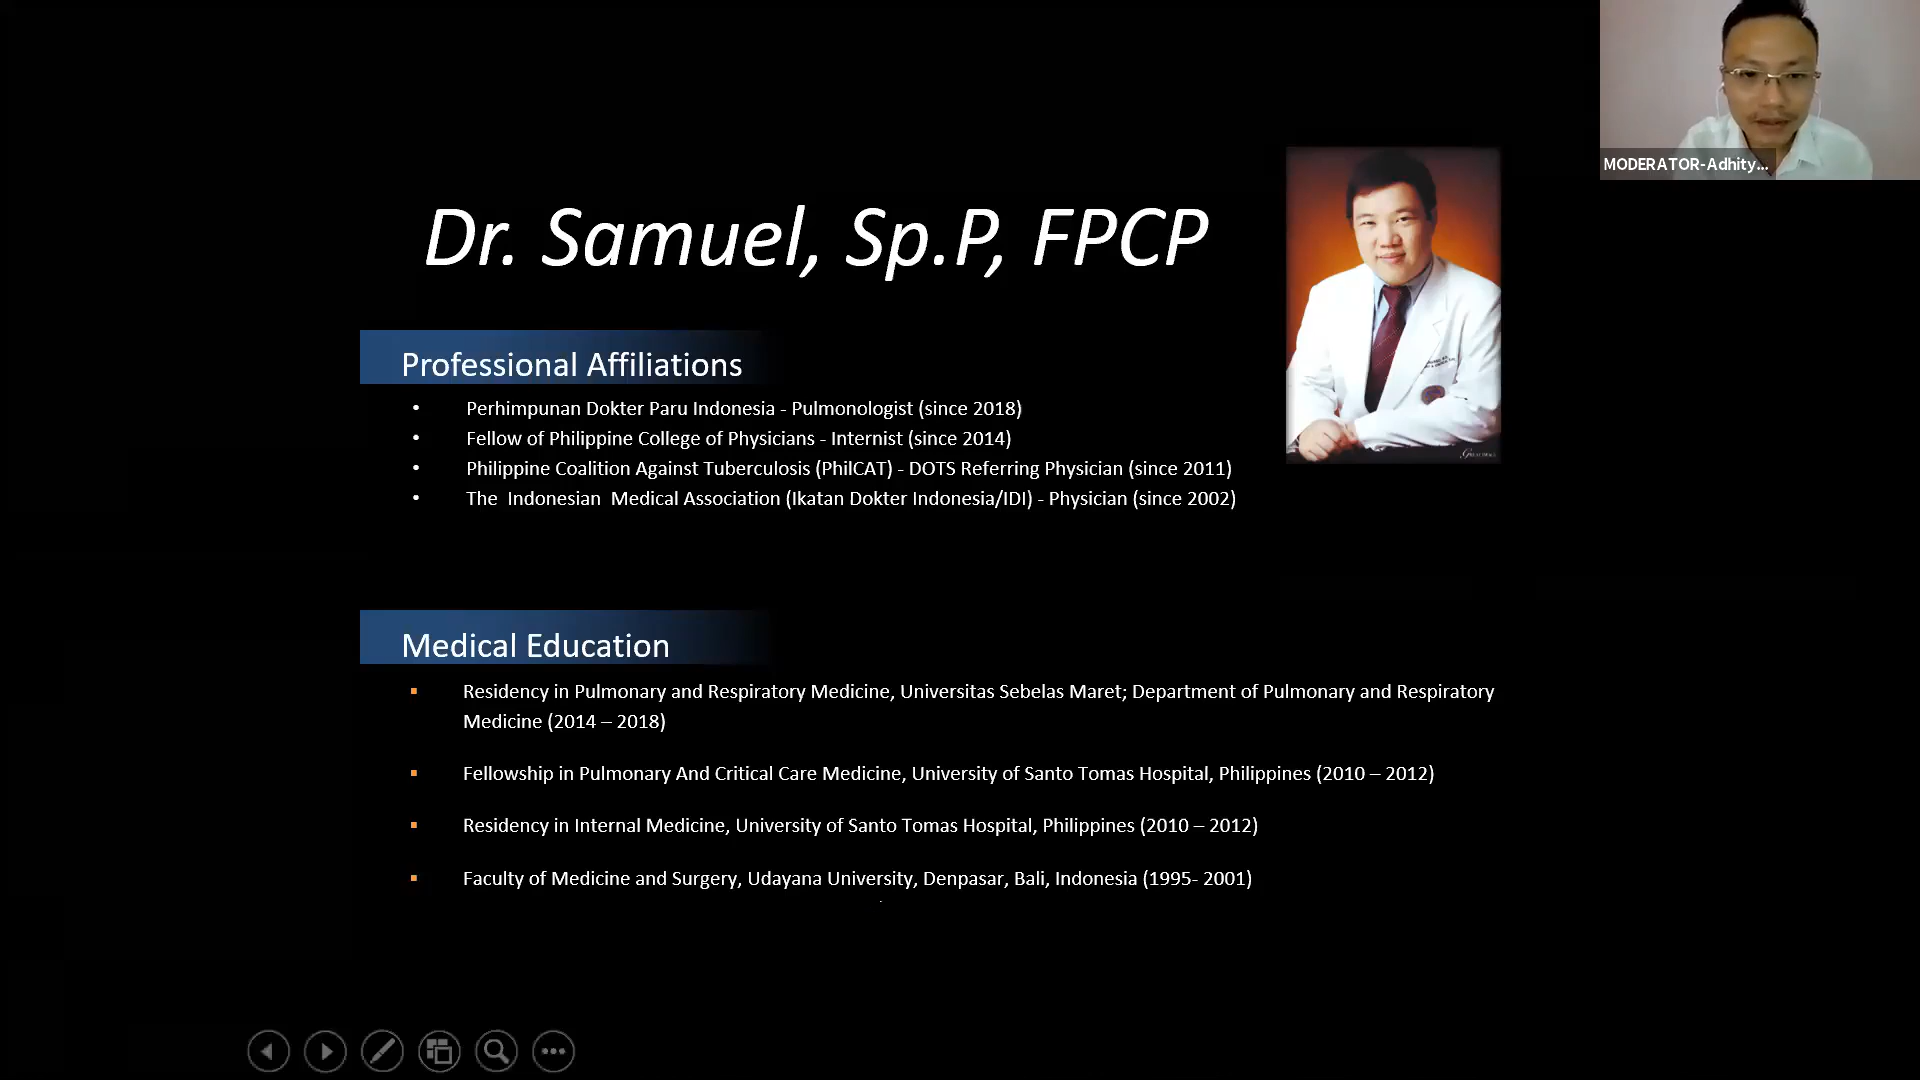 MODERATOR-Adhity...
Dr. Samuel, Sp.P, FPCP
Professional Affiliations
• Perhimpunan Dokter Paru Indonesia - Pulmonologist (since 2018)
• Fellow of Philippine College of Physicians - Internist (since 2014)
• Philippine Coalition Against Tuberculosis (PhilCAT) - DOTS Referring Physician (since 2011)
• The Indonesian Medical Association (Ikatan Dokter Indonesia/IDI) - Physician (since 2002)
Medical Education
▪ Residency in Pulmonary and Respiratory Medicine, Universitas Sebelas Maret; Department of Pulmonary and Respiratory
Medicine (2014 – 2018)
▪ Fellowship in Pulmonary And Critical Care Medicine, University of Santo Tomas Hospital, Philippines (2010 – 2012)
▪ Residency in Internal Medicine, University of Santo Tomas Hospital, Philippines (2010 – 2012)
▪ Faculty of Medicine and Surgery, Udayana University, Denpasar, Bali, Indonesia (1995- 2001)